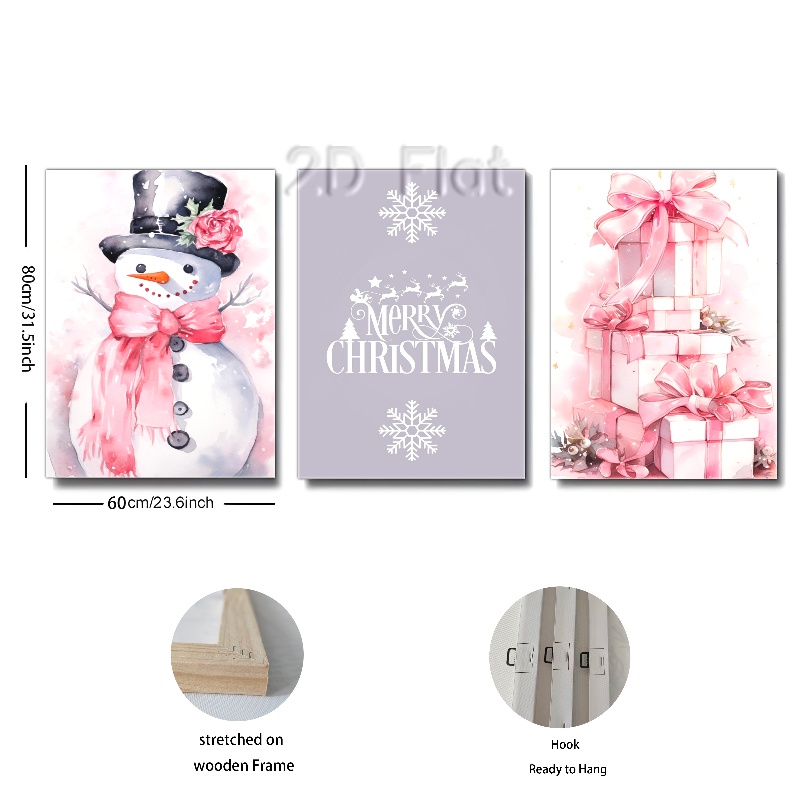 2D Flat
80cm/31.5inch
MERRY
CHRISTMAS
60cm/23.6inch
stretched on
wooden Frame
Hook
Ready to Hang